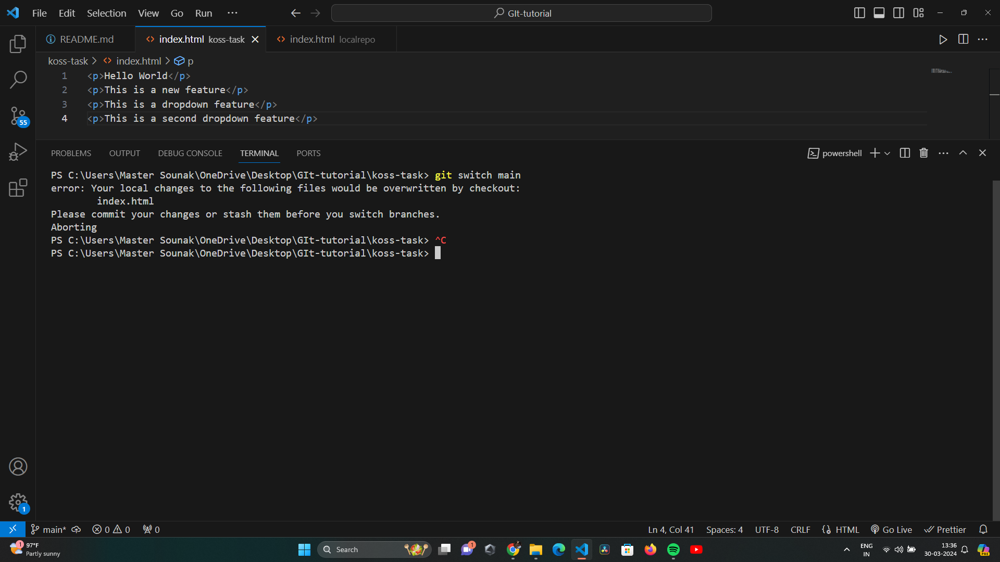 File Edit Selection View Go Run ··· GIt-tutorial
README.md index.html koss-task index.html localrepo
koss-task > index.html > p
1 <p>Hello World</p>
2 <p>This is a new feature</p>
3 <p>This is a dropdown feature</p>
4 <p>This is a second dropdown feature</p>
55
PROBLEMS OUTPUT DEBUG CONSOLE TERMINAL PORTS powershell
PS C:\Users\Master Sounak\OneDrive\Desktop\GIt-tutorial\koss-task> git switch main
error: Your local changes to the following files would be overwritten by checkout:
index.html
Please commit your changes or stash them before you switch branches.
Aborting
PS C:\Users\Master Sounak\OneDrive\Desktop\GIt-tutorial\koss-task> ^C
PS C:\Users\Master Sounak\OneDrive\Desktop\GIt-tutorial\koss-task>
1
main* 0 0 0 Ln 4, Col 41 Spaces: 4 UTF-8 CRLF HTML Go Live Prettier
1 97°F Search 1 ENG 13:36
Partly sunny IN 30-03-2024 PRE